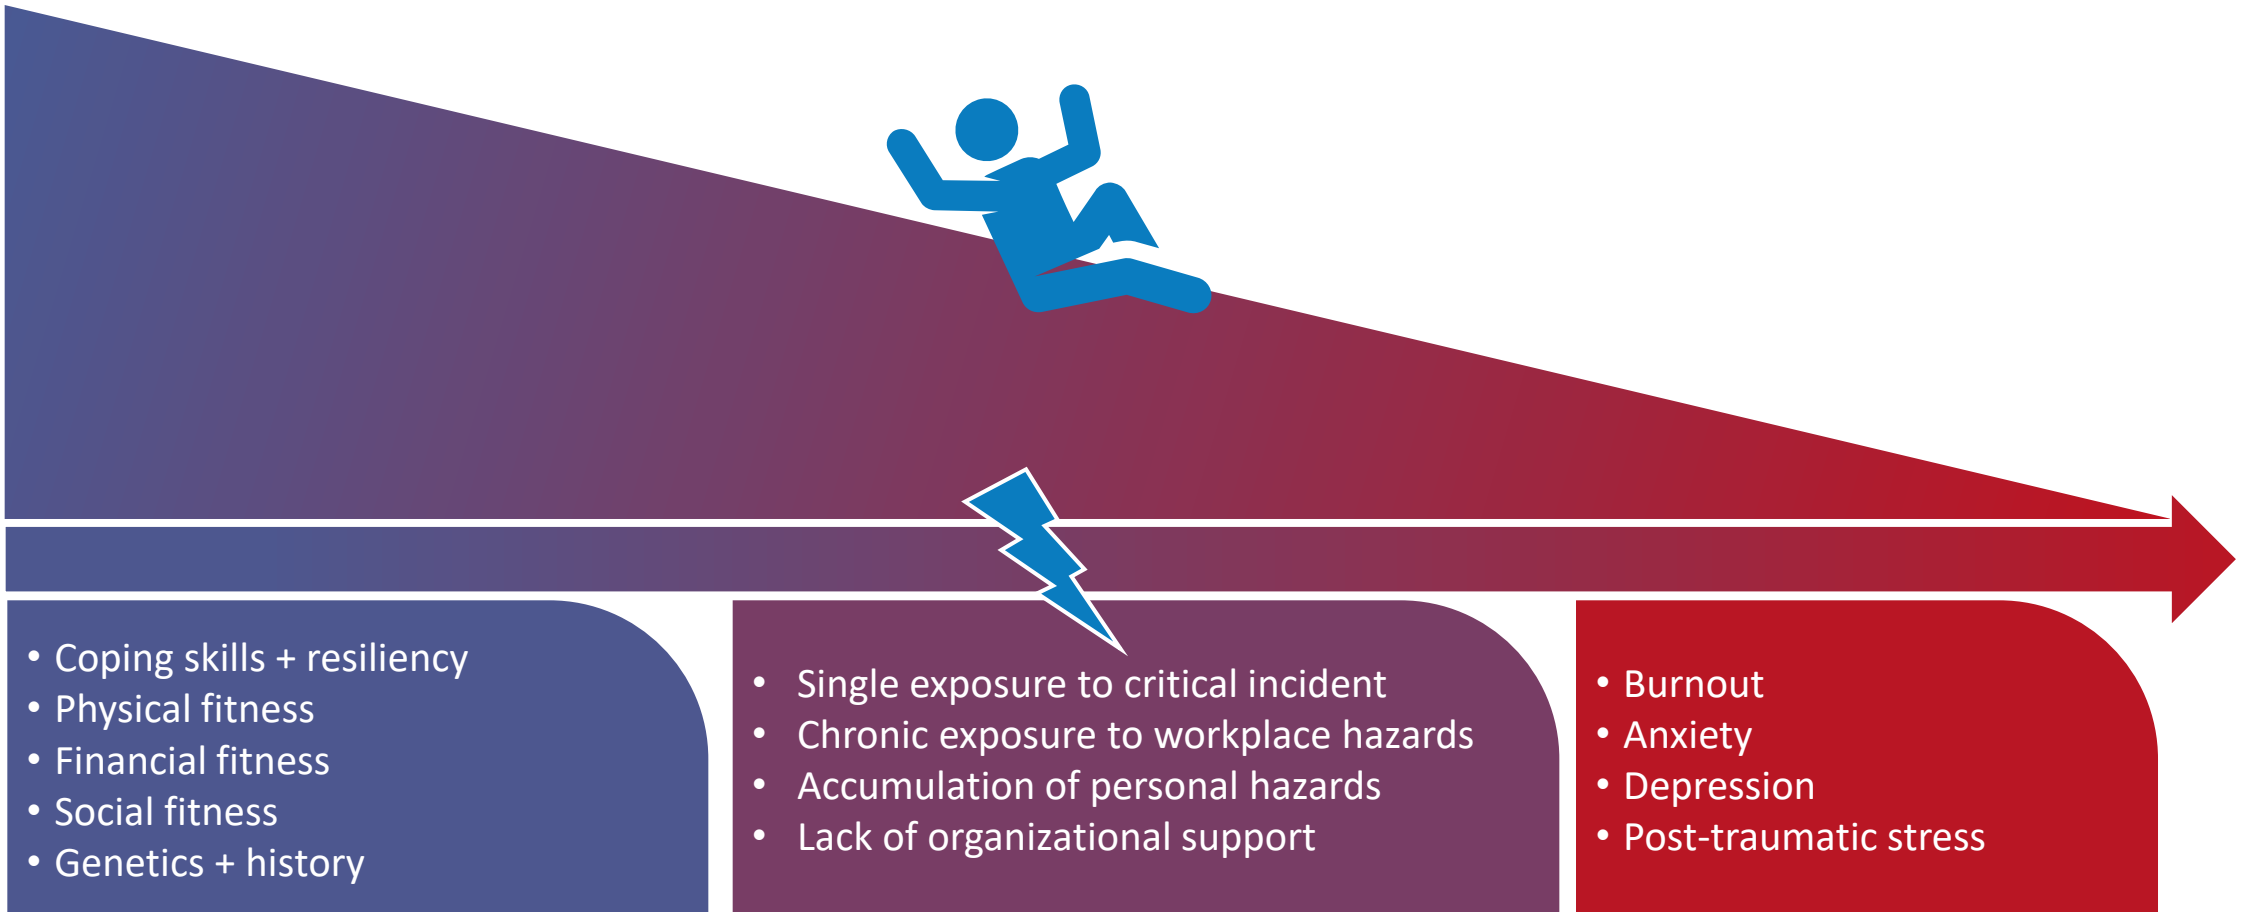 • Coping skills + resiliency
• Physical fitness
• Financial fitness
• Social fitness
• Genetics + history
• Single exposure to critical incident
• Chronic exposure to workplace hazards
• Accumulation of personal hazards
• Lack of organizational support
• Burnout
• Anxiety
• Depression
• Post-traumatic stress